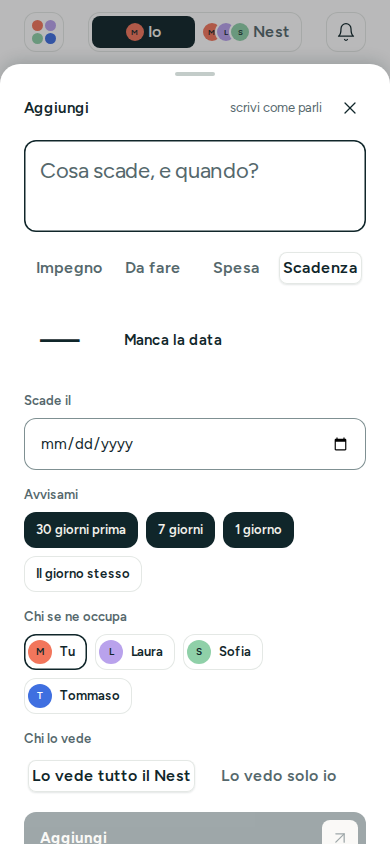 M Io M L S Nest
Aggiungi scrivi come parli
Cosa scade, e quando?
Impegno Da fare Spesa Scadenza
Manca la data
Scade il
mm/dd/yyyy
Avvisami
30 giorni prima 7 giorni 1 giorno
Il giorno stesso
Chi se ne occupa
M Tu L Laura S Sofia
T Tommaso
Chi lo vede
Lo vede tutto il Nest Lo vedo solo io
Aggiungi